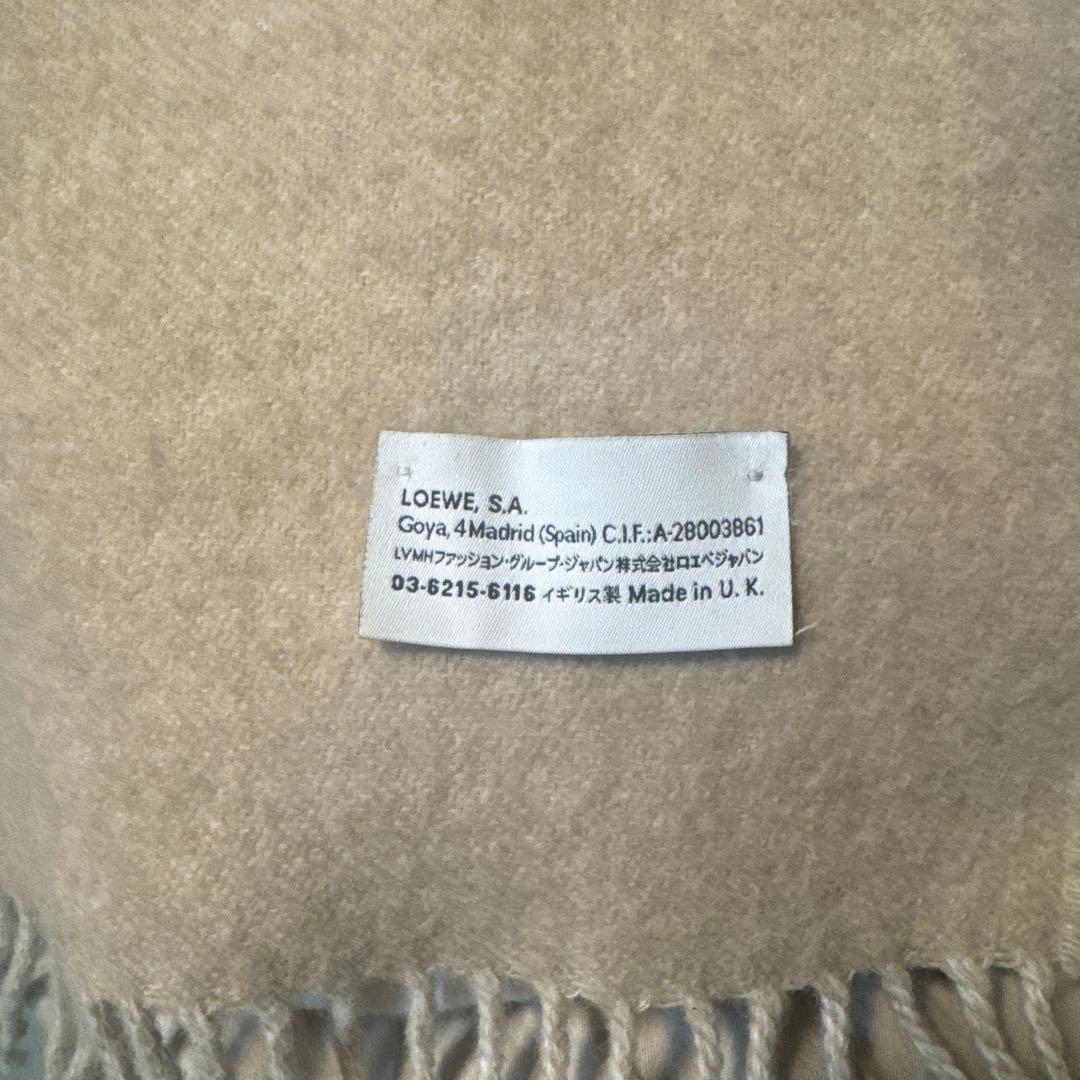 LOEWE, S.A.
Goya, 4 Madrid (Spain) C.I.F.:A-28003861
LVMHファッション・グループ・ジャパン株式会社ロエベジャパン
03-6215-6116 イギリス製 Made in U. K.